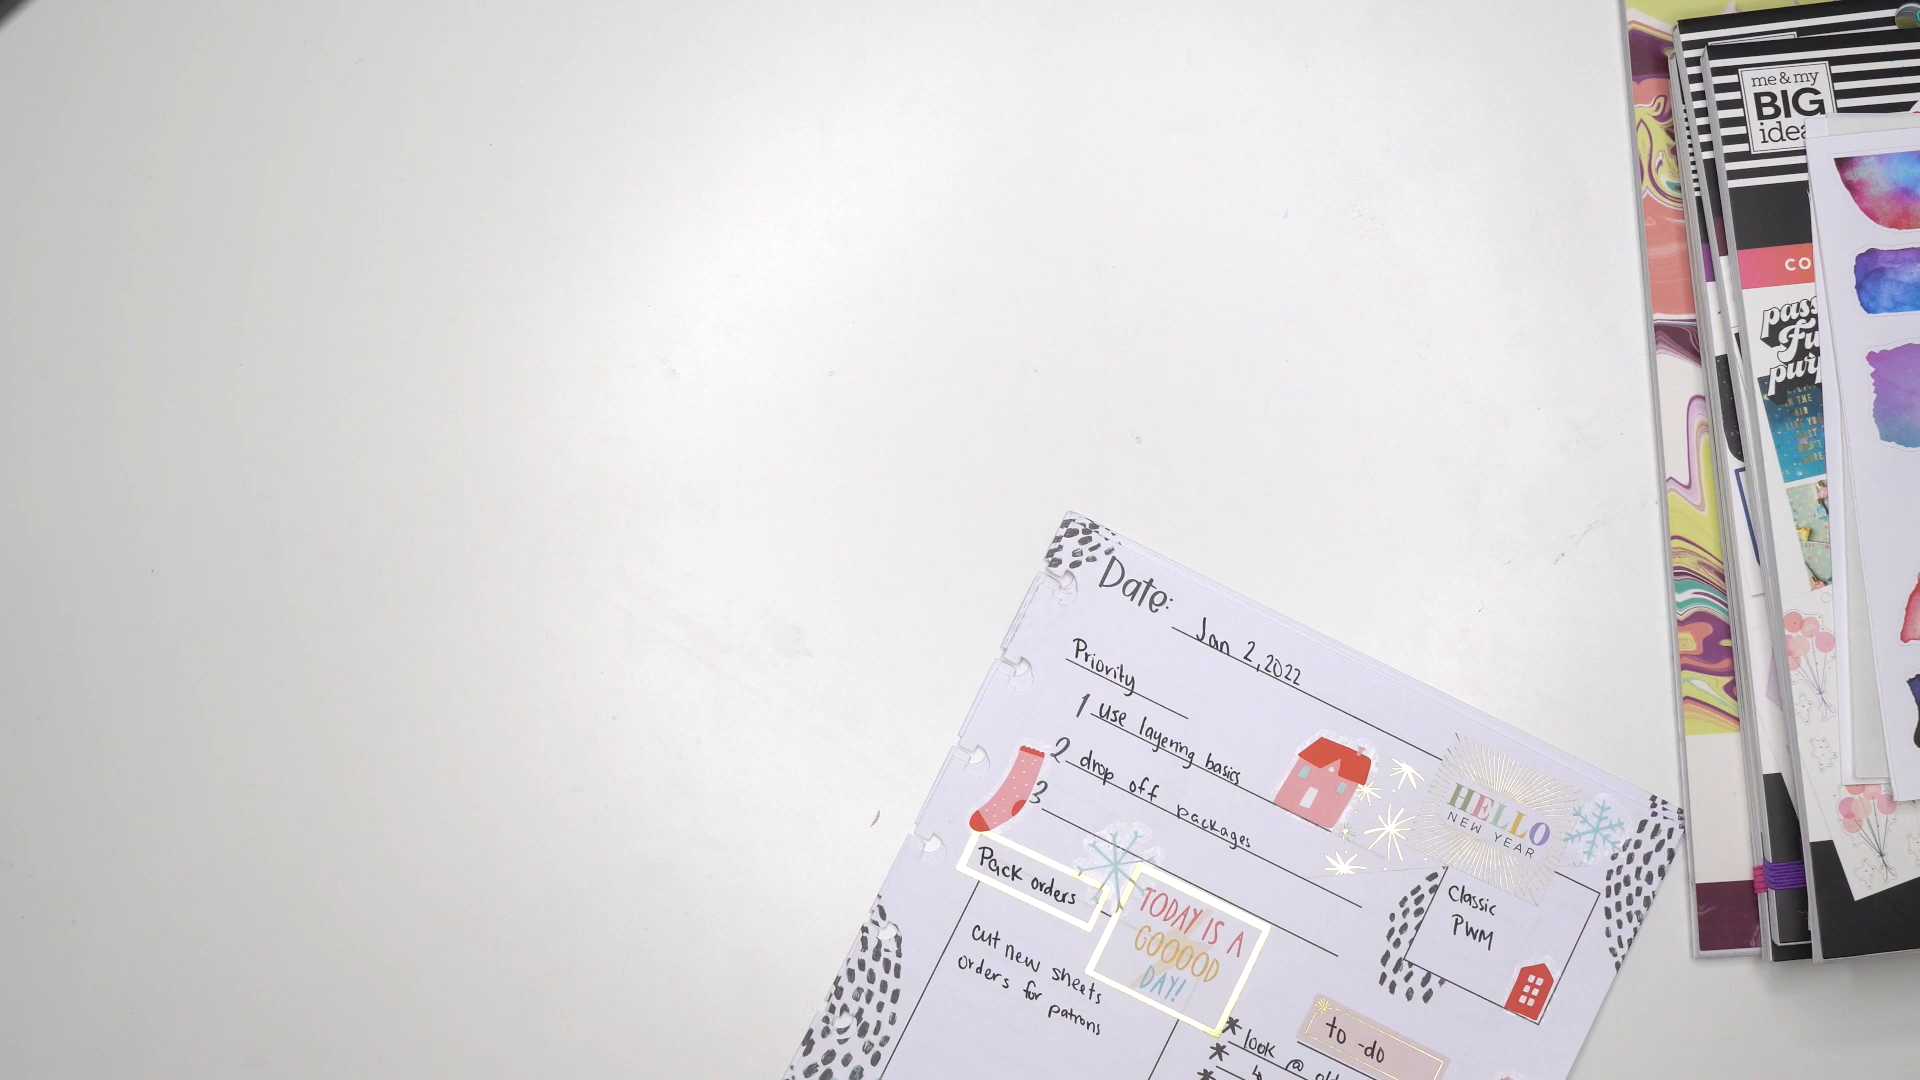 Date: Jan 2, 2022
Priority
1 use layering basics
2 drop off packages
3
HELLO
NEW YEAR
Pack orders
cut new sheets
orders for patrons
TODAY IS A
GOOOOD
DAY!
Classic
PWM
to-do
* look @
*
*
me & my
BIG
CO